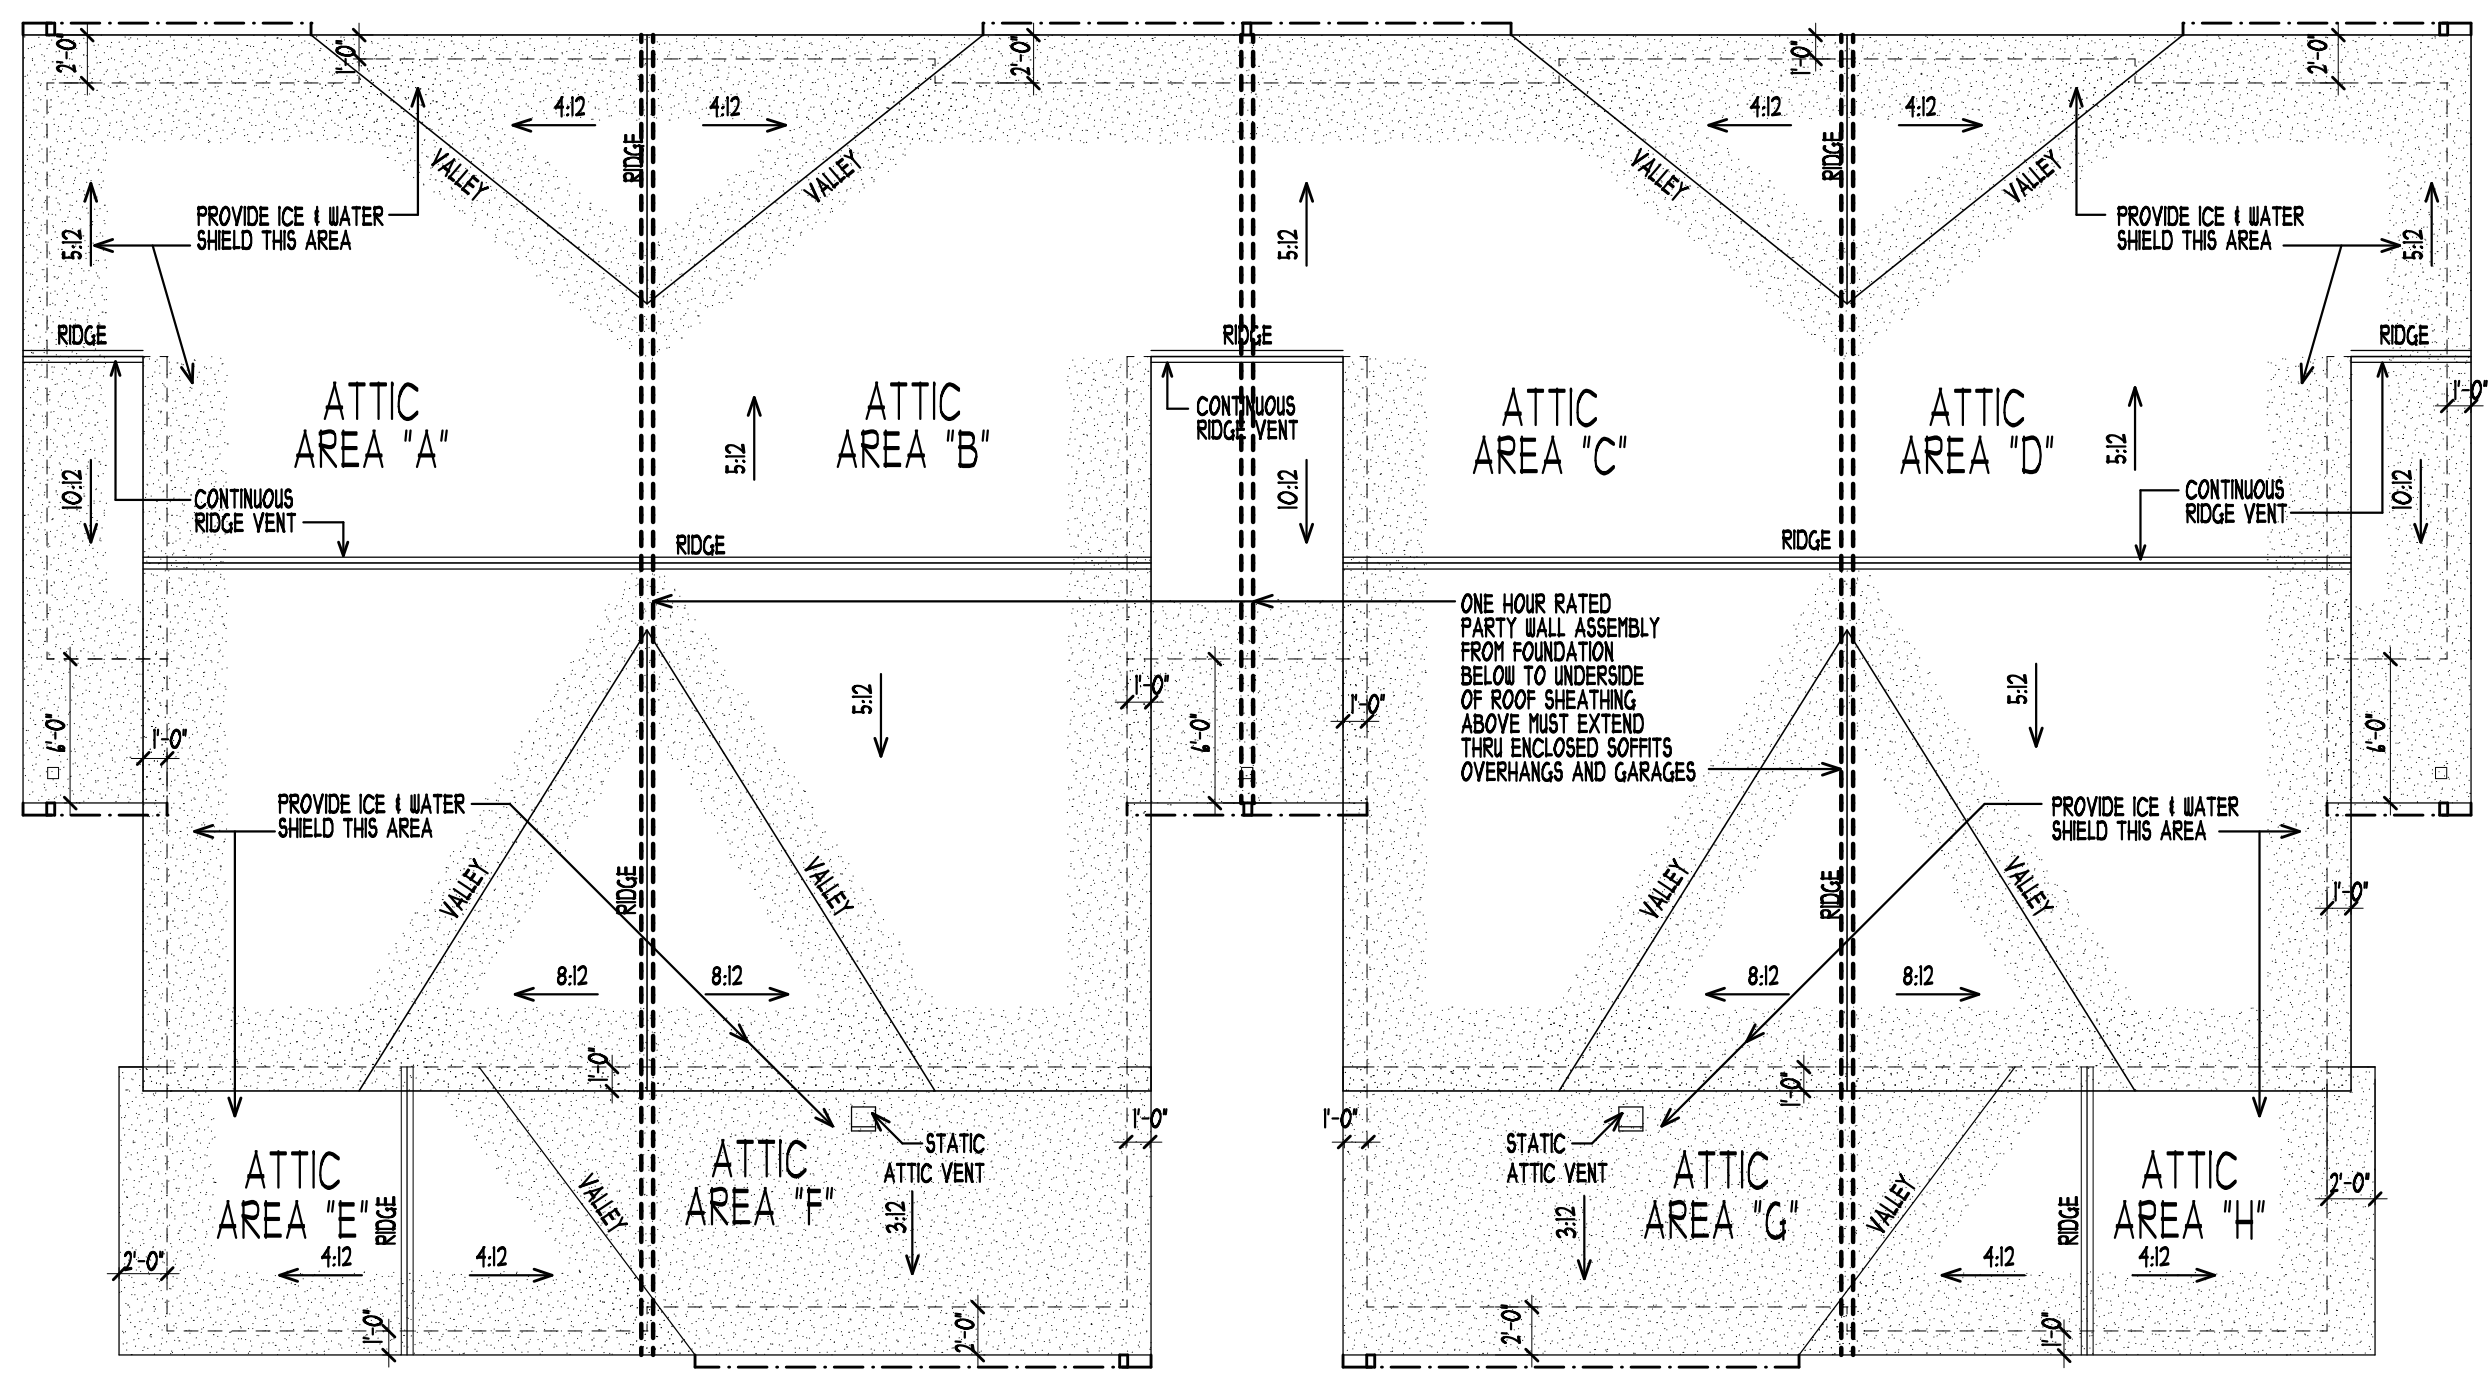 2'-0"
1'-0"
2'-0"
1'-0"
2'-0"
4:12
4:12
4:12
4:12
RIDGE
RIDGE
VALLEY
VALLEY
VALLEY
VALLEY
PROVIDE ICE & WATER
SHIELD THIS AREA
PROVIDE ICE & WATER
SHIELD THIS AREA
5:12
5:12
5:12
RIDGE
RIDGE
RIDGE
1'-0"
ATTIC
AREA "A"
ATTIC
AREA "B"
CONTINUOUS
RIDGE VENT
ATTIC
AREA "C"
ATTIC
AREA "D"
5:12
5:12
10:12
10:12
10:12
CONTINUOUS
RIDGE VENT
CONTINUOUS
RIDGE VENT
RIDGE
RIDGE
ONE HOUR RATED
PARTY WALL ASSEMBLY
FROM FOUNDATION
BELOW TO UNDERSIDE
OF ROOF SHEATHING
ABOVE MUST EXTEND
THRU ENCLOSED SOFFITS
OVERHANGS AND GARAGES
5:12
5:12
1'-0"
1'-0"
6'-0"
1'-0"
6'-0"
6'-0"
PROVIDE ICE & WATER
SHIELD THIS AREA
PROVIDE ICE & WATER
SHIELD THIS AREA
VALLEY
RIDGE
VALLEY
VALLEY
RIDGE
VALLEY
1'-0"
8:12
8:12
8:12
8:12
1'-0"
1'-0"
1'-0"
1'-0"
STATIC
ATTIC VENT
STATIC
ATTIC VENT
ATTIC
AREA "E"
ATTIC
AREA "F"
ATTIC
AREA "G"
ATTIC
AREA "H"
RIDGE
VALLEY
3:12
3:12
VALLEY
RIDGE
2'-0"
2'-0"
4:12
4:12
4:12
4:12
1'-0"
2'-0"
2'-0"
1'-0"